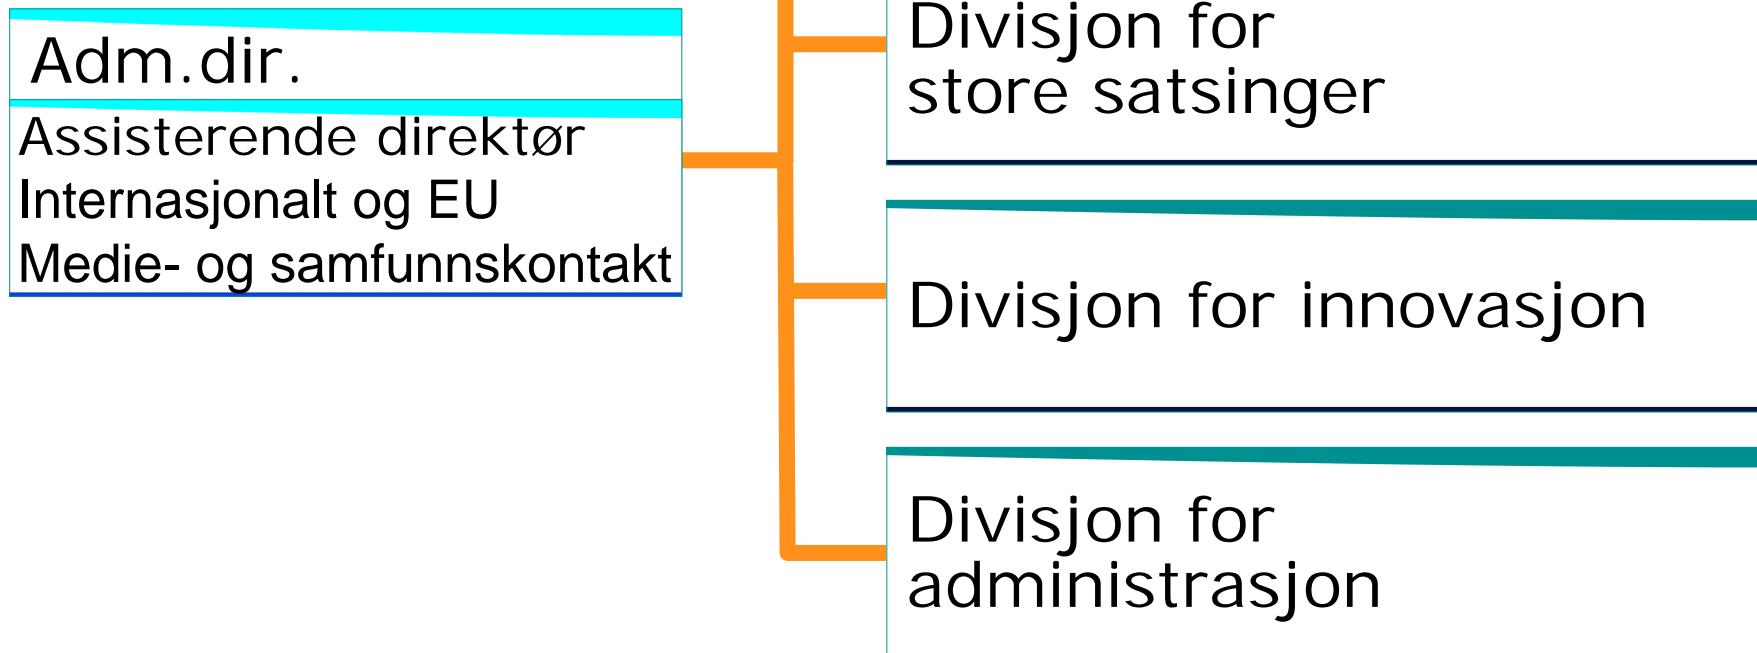 Adm.dir.
Assisterende direktør
Internasjonalt og EU
Medie- og samfunnskontakt
Divisjon for
store satsinger
Divisjon for innovasjon
Divisjon for
administrasjon